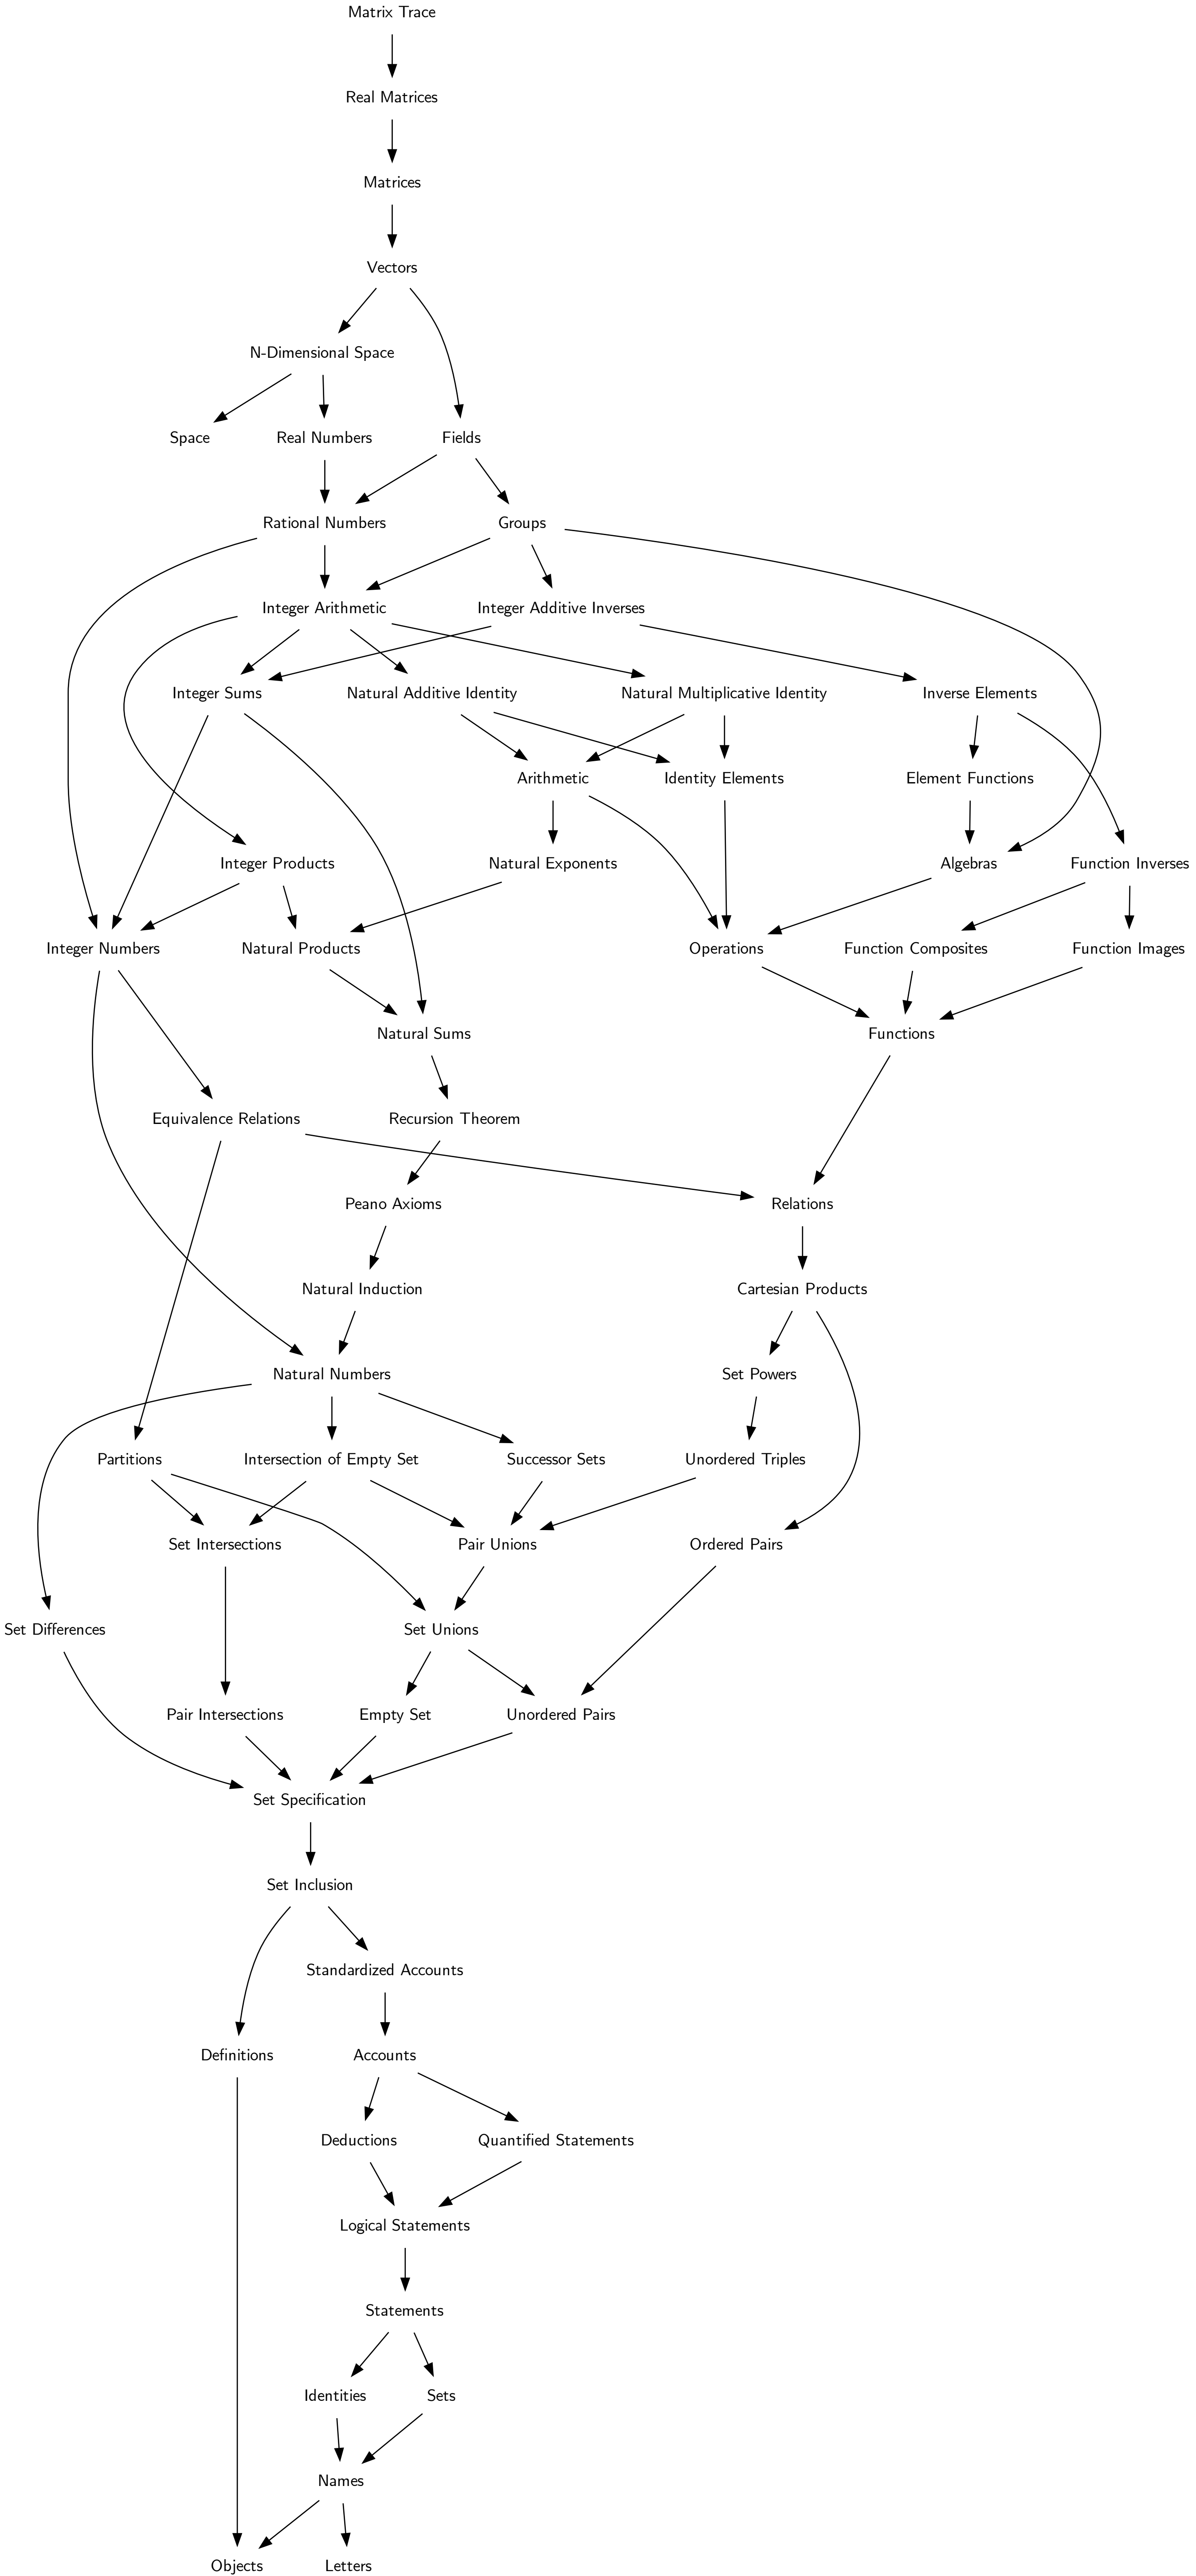 Matrix Trace
Real Matrices
Matrices
Vectors
N-Dimensional Space
Space
Real Numbers
Fields
Rational Numbers
Groups
Integer Arithmetic
Integer Additive Inverses
Integer Sums
Natural Additive Identity
Natural Multiplicative Identity
Inverse Elements
Arithmetic
Identity Elements
Element Functions
Integer Products
Natural Exponents
Algebras
Function Inverses
Integer Numbers
Natural Products
Operations
Function Composites
Function Images
Natural Sums
Functions
Equivalence Relations
Recursion Theorem
Peano Axioms
Relations
Natural Induction
Cartesian Products
Natural Numbers
Set Powers
Partitions
Intersection of Empty Set
Successor Sets
Unordered Triples
Set Intersections
Pair Unions
Ordered Pairs
Set Differences
Set Unions
Pair Intersections
Empty Set
Unordered Pairs
Set Specification
Set Inclusion
Standardized Accounts
Definitions
Accounts
Deductions
Quantified Statements
Logical Statements
Statements
Identities
Sets
Names
Objects
Letters